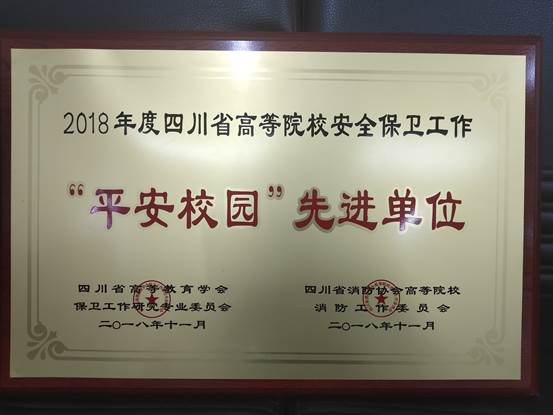 2018年度四川省高等院校安全保卫工作
“平安校园”先进单位
四川省高等教育学会
保卫工作研究专业委员会
二〇一八年十一月
四川省消防协会高等院校
消防工作委员会
二〇一八年十一月